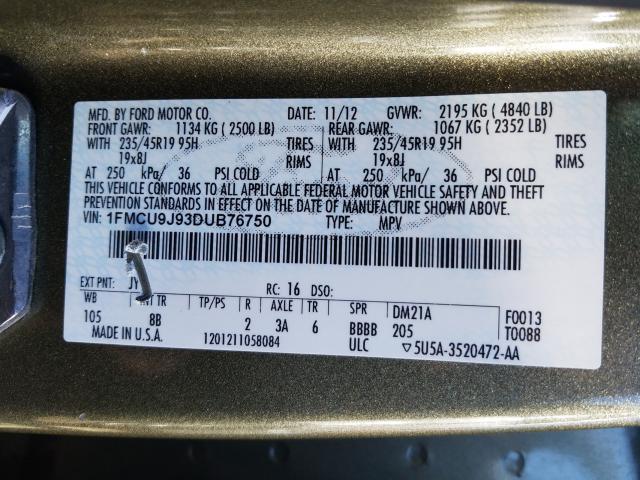 MFD. BY FORD MOTOR CO. DATE: 11/12 GVWR: 2195 KG ( 4840 LB)
FRONT GAWR: 1134 KG ( 2500 LB) REAR GAWR: 1067 KG ( 2352 LB)
WITH 235/45R19 95H TIRES WITH 235/45R19 95H TIRES
19x8J RIMS 19x8J RIMS
AT 250 kPa/ 36 PSI COLD AT 250 kPa/ 36 PSI COLD
THIS VEHICLE CONFORMS TO ALL APPLICABLE FEDERAL MOTOR VEHICLE SAFETY AND THEFT
PREVENTION STANDARDS IN EFFECT ON THE DATE OF MANUFACTURE SHOWN ABOVE.
VIN: 1FMCU9J93DUB76750 TYPE: MPV
EXT PNT: JY RC: 16 DSO:
WB INT TR TP/PS R AXLE TR SPR DM21A F0013
105 8B 2 3A 6 BBBB 205 T0088
MADE IN U.S.A. 1201211058084 ULC ▽5U5A-3520472-AA